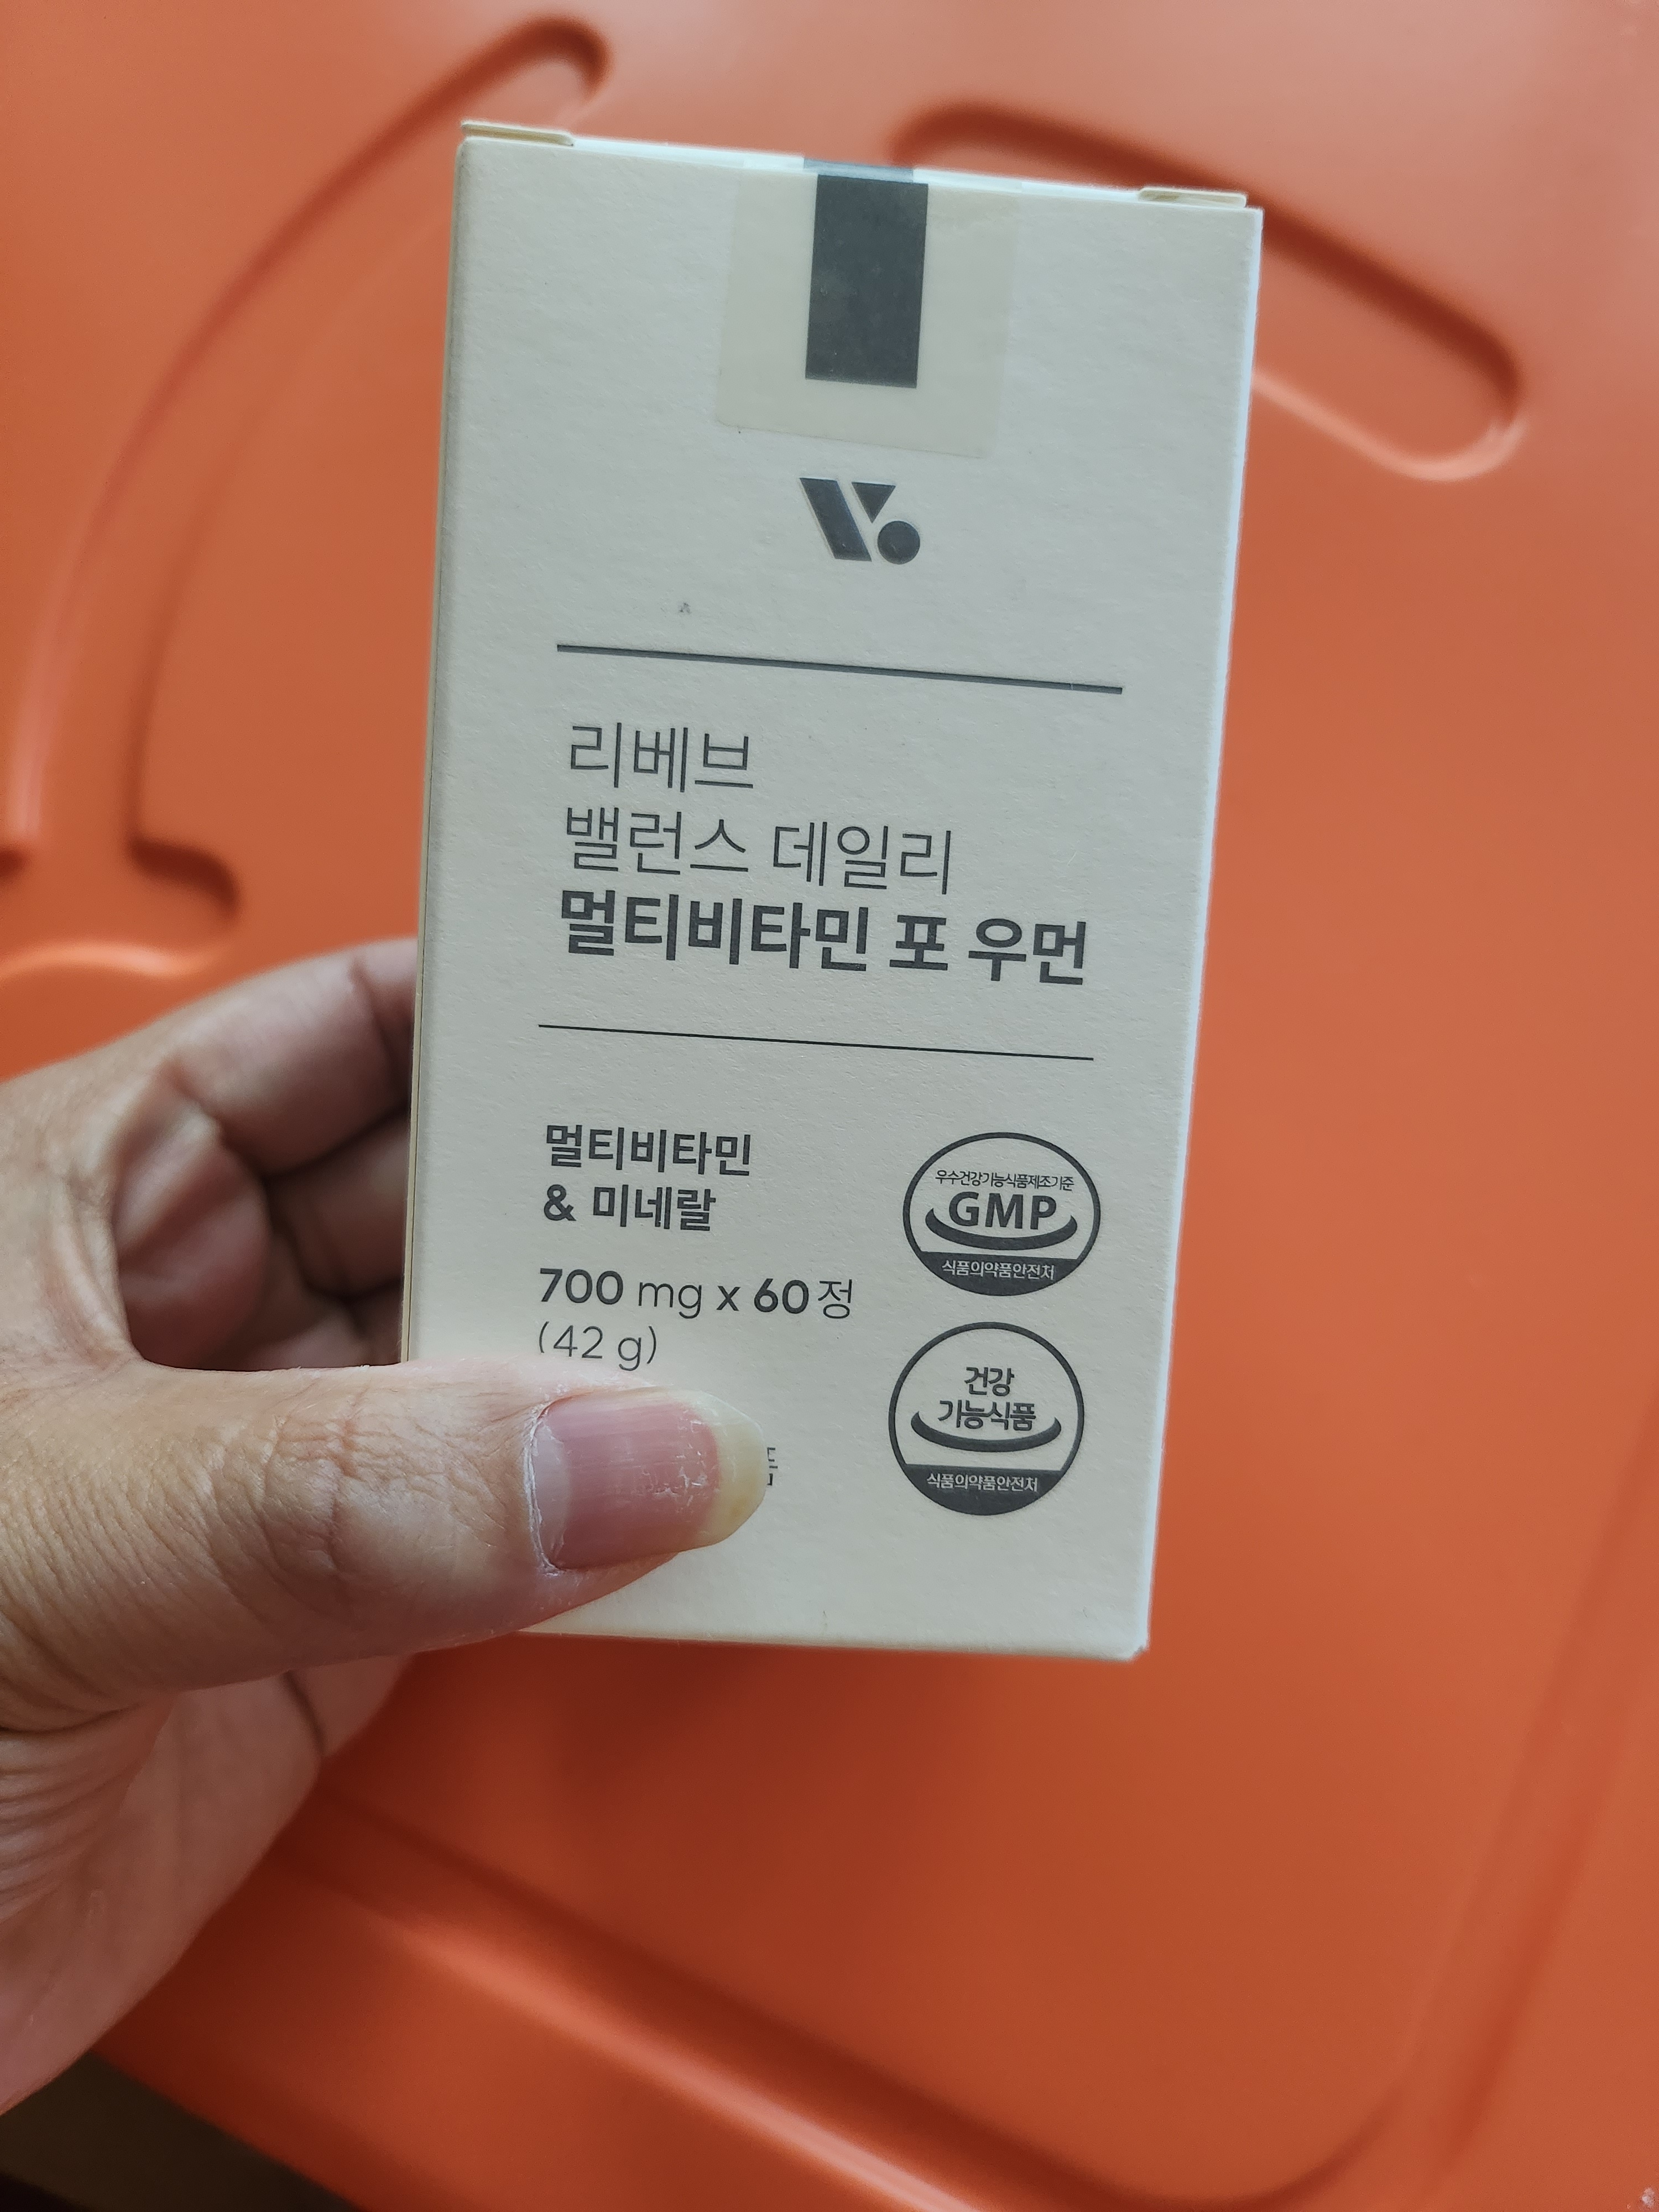 리베브
밸런스 데일리
멀티비타민 포 우먼
멀티비타민
& 미네랄
700 mg x 60정
(42 g)
우수건강기능식품제조기준
GMP
식품의약품안전처
건강
기능식품
식품의약품안전처